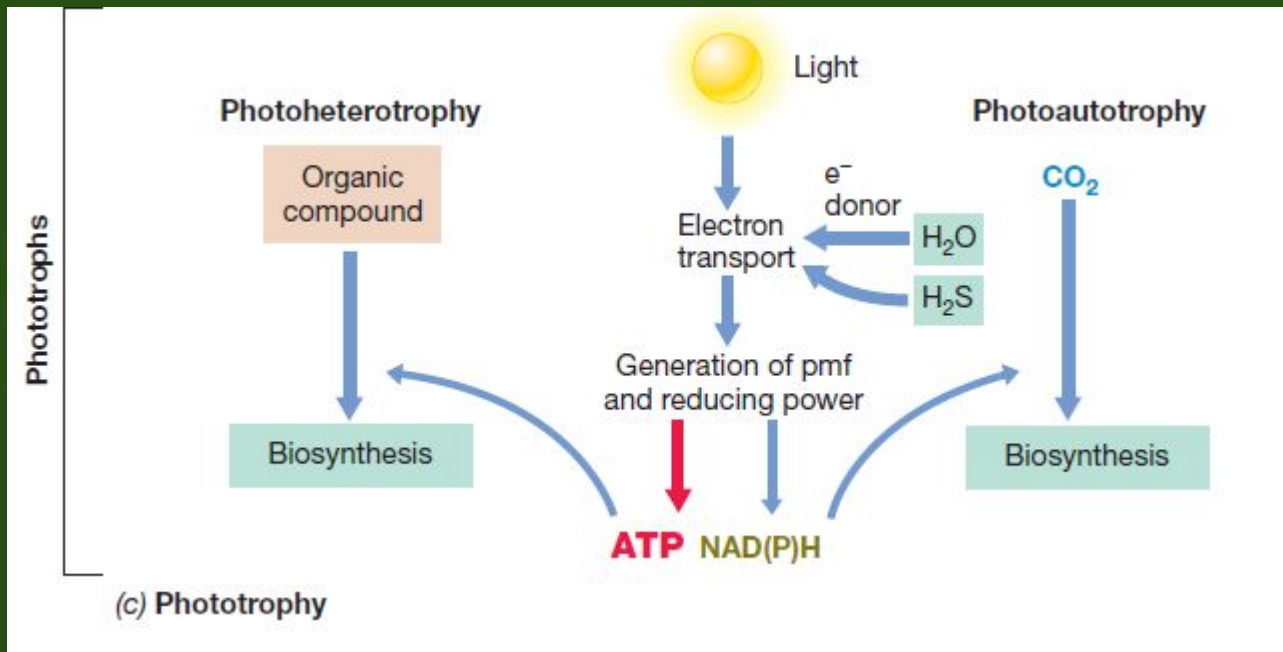 Phototrophs
Photoheterotrophy
Organic
compound
Biosynthesis
Light
Electron
transport
e⁻
donor
H₂O
H₂S
Generation of pmf
and reducing power
ATP NAD(P)H
Photoautotrophy
CO₂
Biosynthesis
(c) Phototrophy